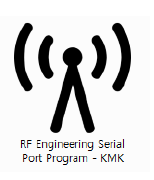 RF Engineering Serial
Port Program - KMK